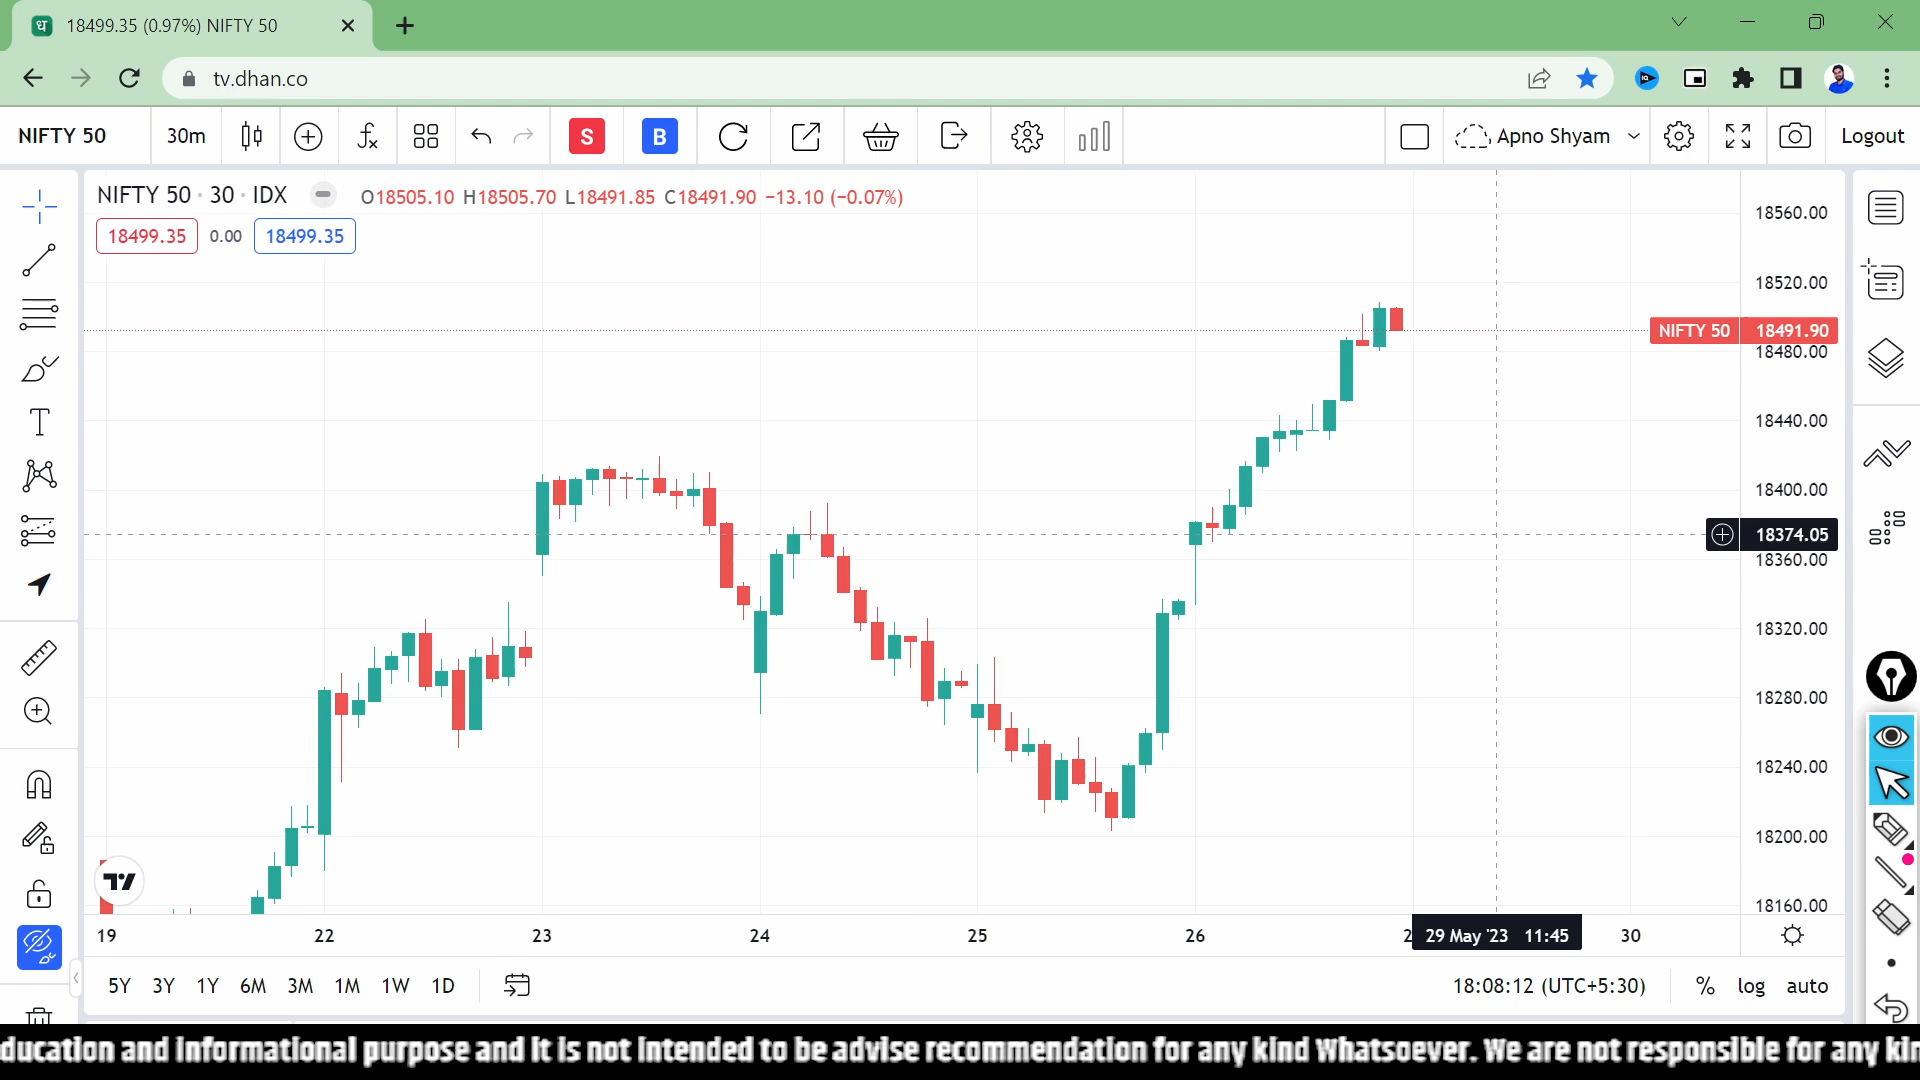 ध 18499.35 (0.97%) NIFTY 50
tv.dhan.co
NIFTY 50 30m S B Apno Shyam Logout
NIFTY 50 · 30 · IDX O18505.10 H18505.70 L18491.85 C18491.90 −13.10 (−0.07%)
18499.35 0.00 18499.35
18560.00
18520.00
NIFTY 50 18491.90
18480.00
18440.00
18400.00
18374.05
18360.00
18320.00
18280.00
18240.00
18200.00
18160.00
19 22 23 24 25 26 2 29 May '23 11:45 30
5Y 3Y 1Y 6M 3M 1M 1W 1D 18:08:12 (UTC+5:30) % log auto
ducation and informational purpose and it is not intended to be advise recommendation for any kind Whatsoever. We are not responsible for any kin